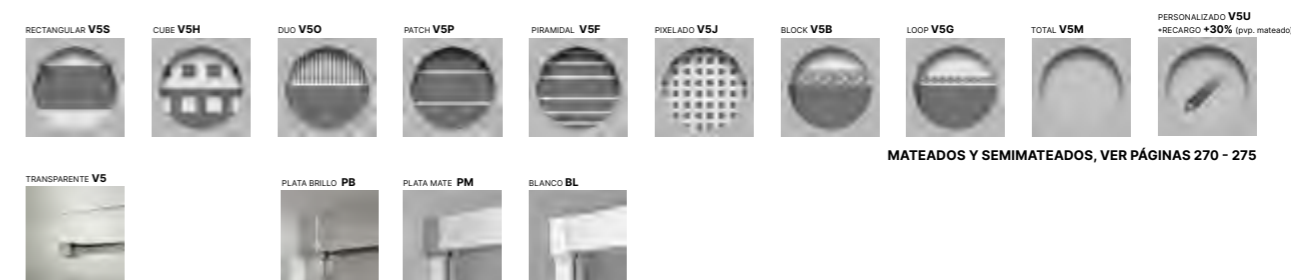 PERSONALIZADO V5U
RECTANGULAR V5S CUBE V5H DUO V5O PATCH V5P PIRAMIDAL V5F PIXELADO V5J BLOCK V5B LOOP V5G TOTAL V5M +RECARGO +30% (pvp. mateado)
MATEADOS Y SEMIMATEADOS, VER PÁGINAS 270 - 275
TRANSPARENTE V5 PLATA BRILLO PB PLATA MATE PM BLANCO BL